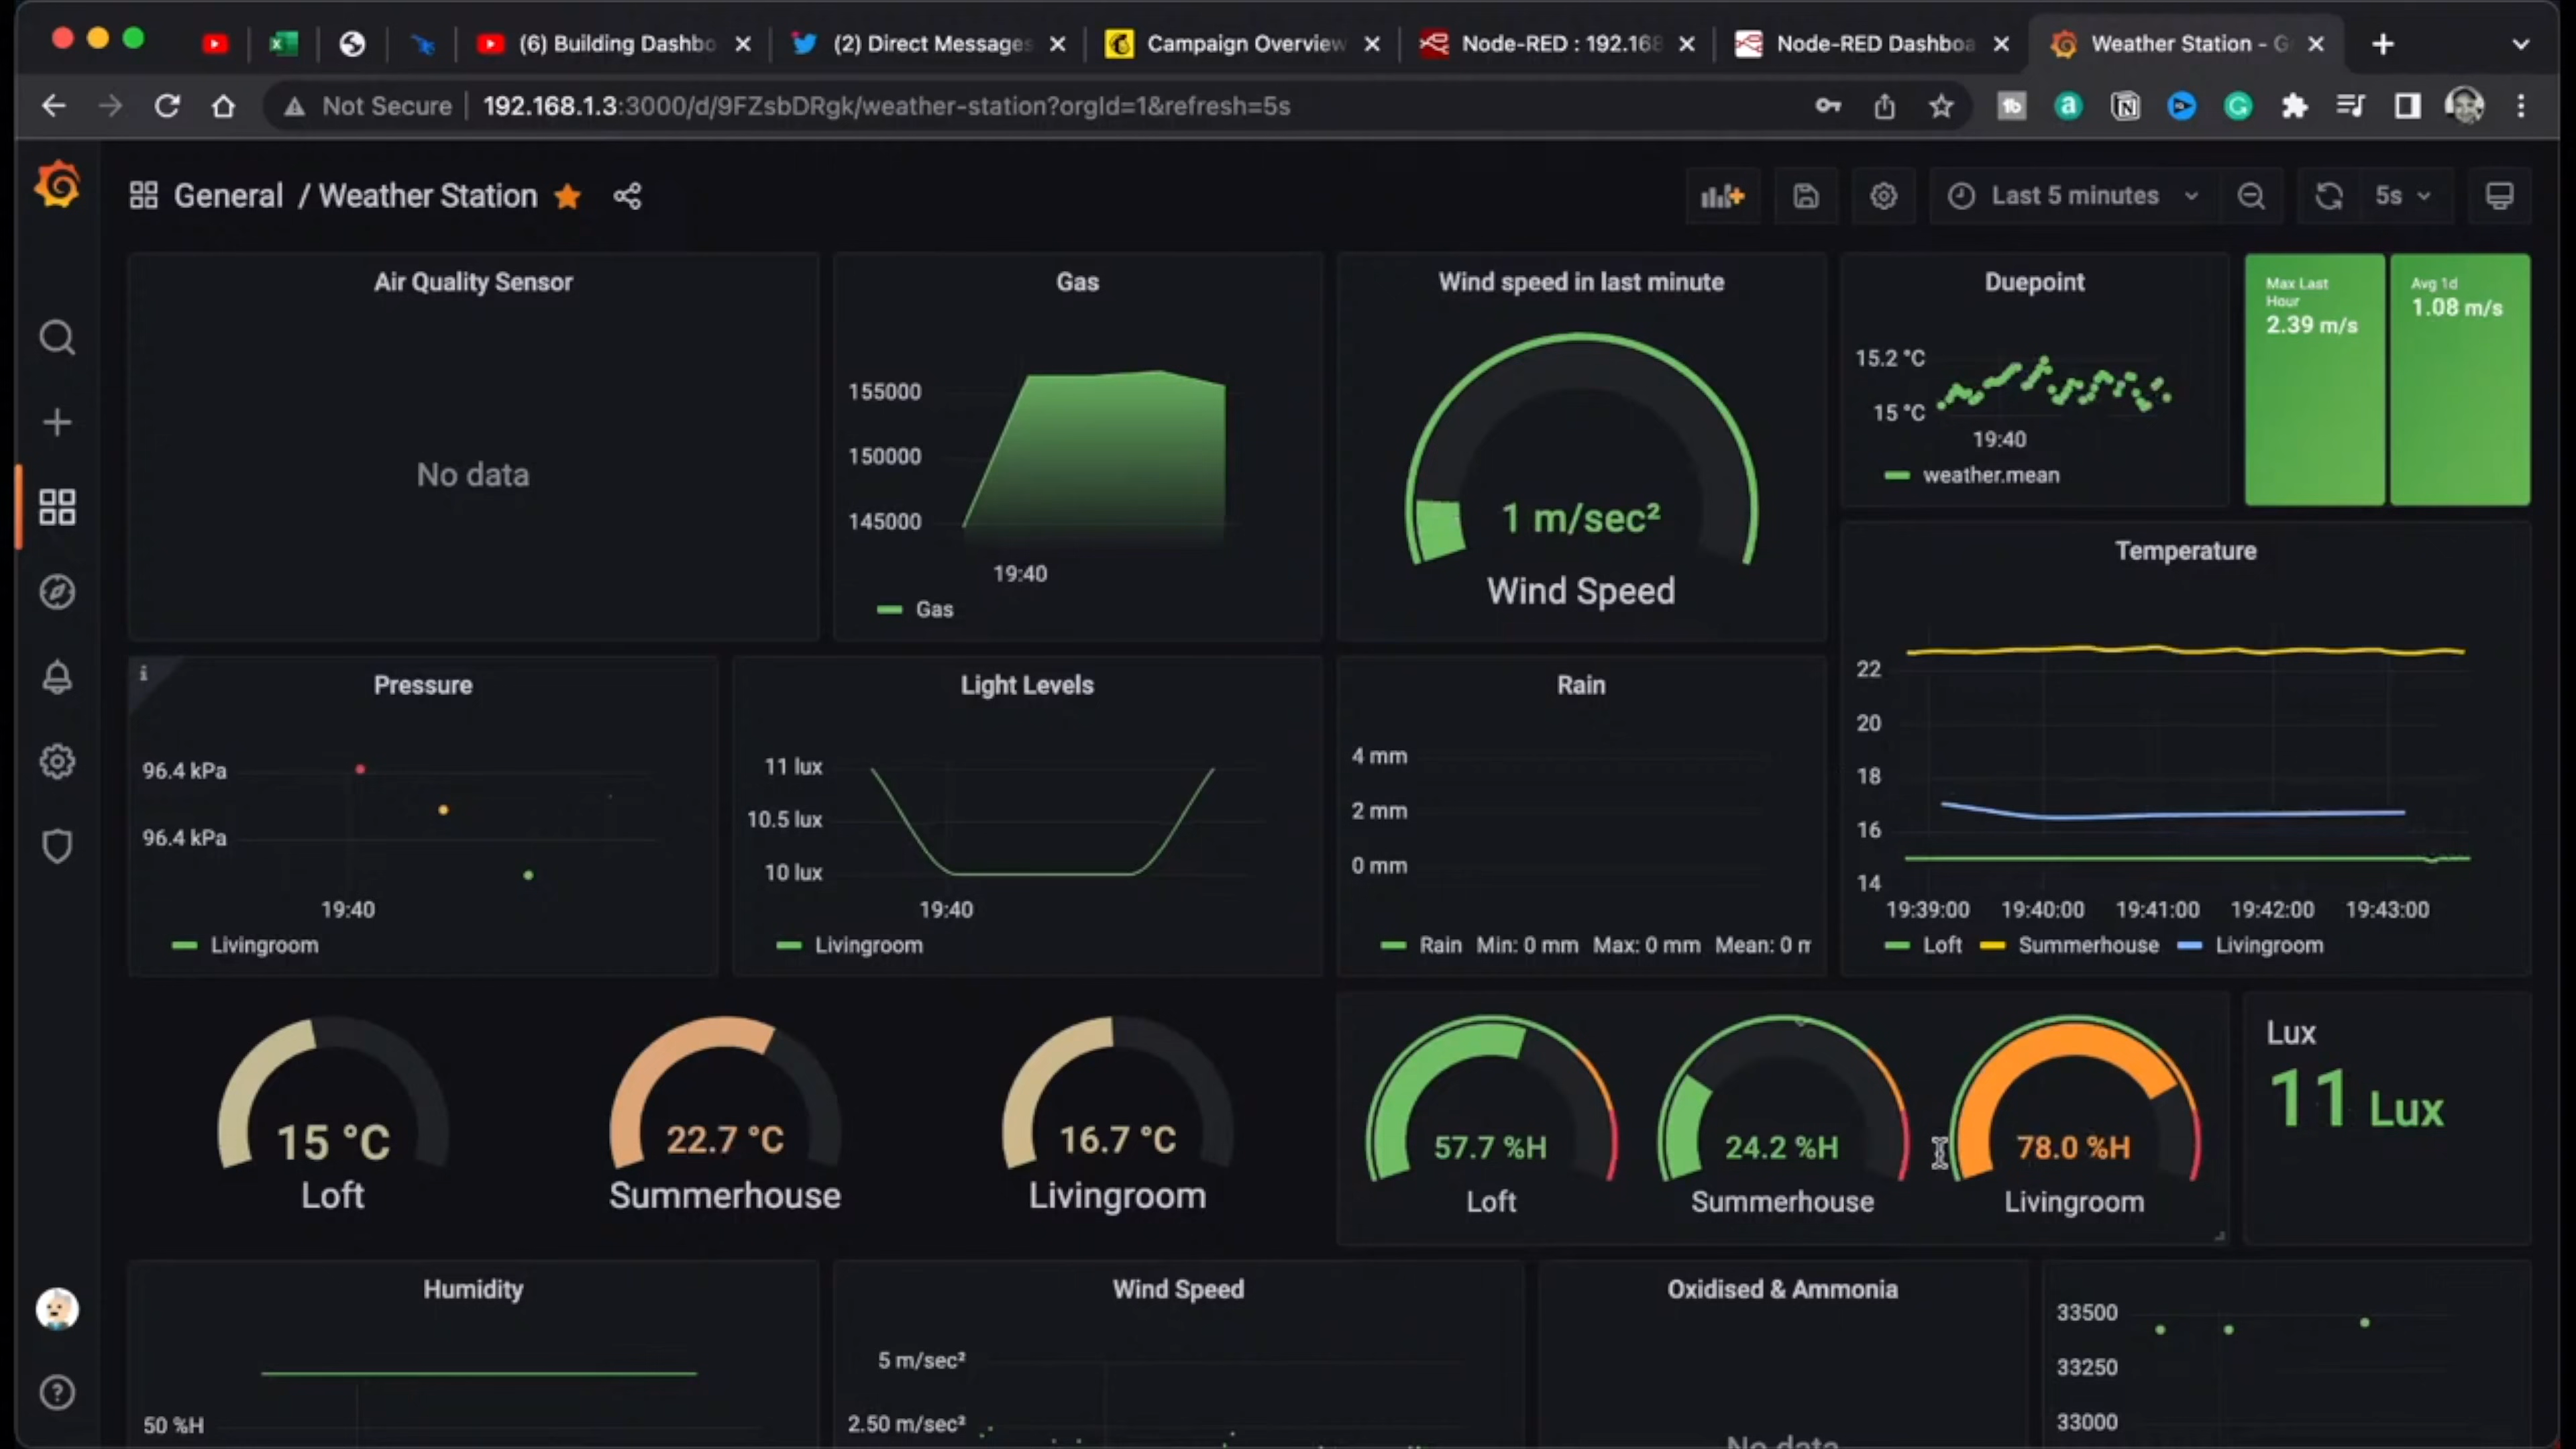 (6) Building Dashbo
(2) Direct Messages
Campaign Overview
Node-RED : 192.168
Node-RED Dashboa
Weather Station - G
Not Secure
192.168.1.3:3000/d/9FZsbDRgk/weather-station?orgId=1&refresh=5s
General / Weather Station
Last 5 minutes
5s
Air Quality Sensor
No data
Gas
155000
150000
145000
19:40
Gas
Wind speed in last minute
1 m/sec²
Wind Speed
Duepoint
15.2 °C
15 °C
19:40
weather.mean
Max Last
Hour
2.39 m/s
Avg 1d
1.08 m/s
Pressure
96.4 kPa
96.4 kPa
19:40
Livingroom
Light Levels
11 lux
10.5 lux
10 lux
19:40
Livingroom
Rain
4 mm
2 mm
0 mm
Rain Min: 0 mm Max: 0 mm Mean: 0 m
Temperature
22
20
18
16
14
19:39:00 19:40:00 19:41:00 19:42:00 19:43:00
Loft Summerhouse Livingroom
15 °C
Loft
22.7 °C
Summerhouse
16.7 °C
Livingroom
57.7 %H
Loft
24.2 %H
Summerhouse
78.0 %H
Livingroom
Lux
11 Lux
Humidity
50 %H
Wind Speed
5 m/sec²
2.50 m/sec²
Oxidised & Ammonia
No data
33500
33250
33000